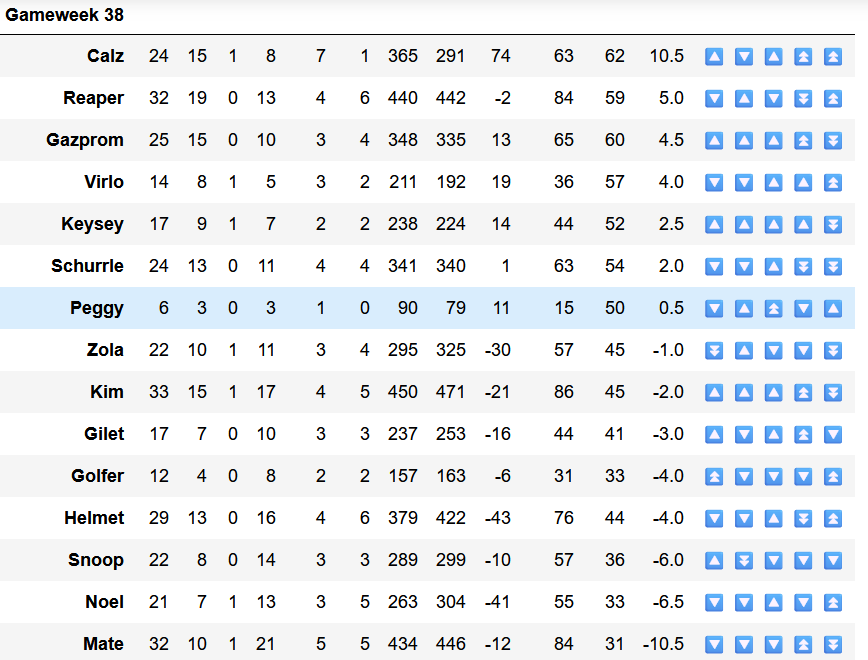 Gameweek 38
Calz 24 15 1 8 7 1 365 291 74 63 62 10.5 🔼 🔽 🔼 ⏫ ⏫
Reaper 32 19 0 13 4 6 440 442 -2 84 59 5.0 🔽 🔼 🔽 ⏬ ⏫
Gazprom 25 15 0 10 3 4 348 335 13 65 60 4.5 🔼 🔼 🔼 ⏫ ⏬
Virlo 14 8 1 5 3 2 211 192 19 36 57 4.0 🔽 🔽 🔼 🔼 ⏫
Keysey 17 9 1 7 2 2 238 224 14 44 52 2.5 🔼 🔼 🔼 🔼 ⏬
Schurrle 24 13 0 11 4 4 341 340 1 63 54 2.0 🔽 🔽 🔼 ⏬ ⏬
Peggy 6 3 0 3 1 0 90 79 11 15 50 0.5 🔽 🔼 ⏫ 🔽 🔼
Zola 22 10 1 11 3 4 295 325 -30 57 45 -1.0 ⏬ 🔼 🔽 🔽 ⏬
Kim 33 15 1 17 4 5 450 471 -21 86 45 -2.0 🔼 🔼 🔼 ⏫ ⏬
Gilet 17 7 0 10 3 3 237 253 -16 44 41 -3.0 🔼 🔽 🔼 ⏫ 🔽
Golfer 12 4 0 8 2 2 157 163 -6 31 33 -4.0 ⏫ 🔽 🔽 🔽 ⏫
Helmet 29 13 0 16 4 6 379 422 -43 76 44 -4.0 🔽 🔽 🔼 ⏬ ⏫
Snoop 22 8 0 14 3 3 289 299 -10 57 36 -6.0 🔼 ⏬ 🔽 🔽 🔽
Noel 21 7 1 13 3 5 263 304 -41 55 33 -6.5 🔽 🔽 🔼 🔽 ⏫
Mate 32 10 1 21 5 5 434 446 -12 84 31 -10.5 🔽 🔽 🔽 ⏫ ⏬